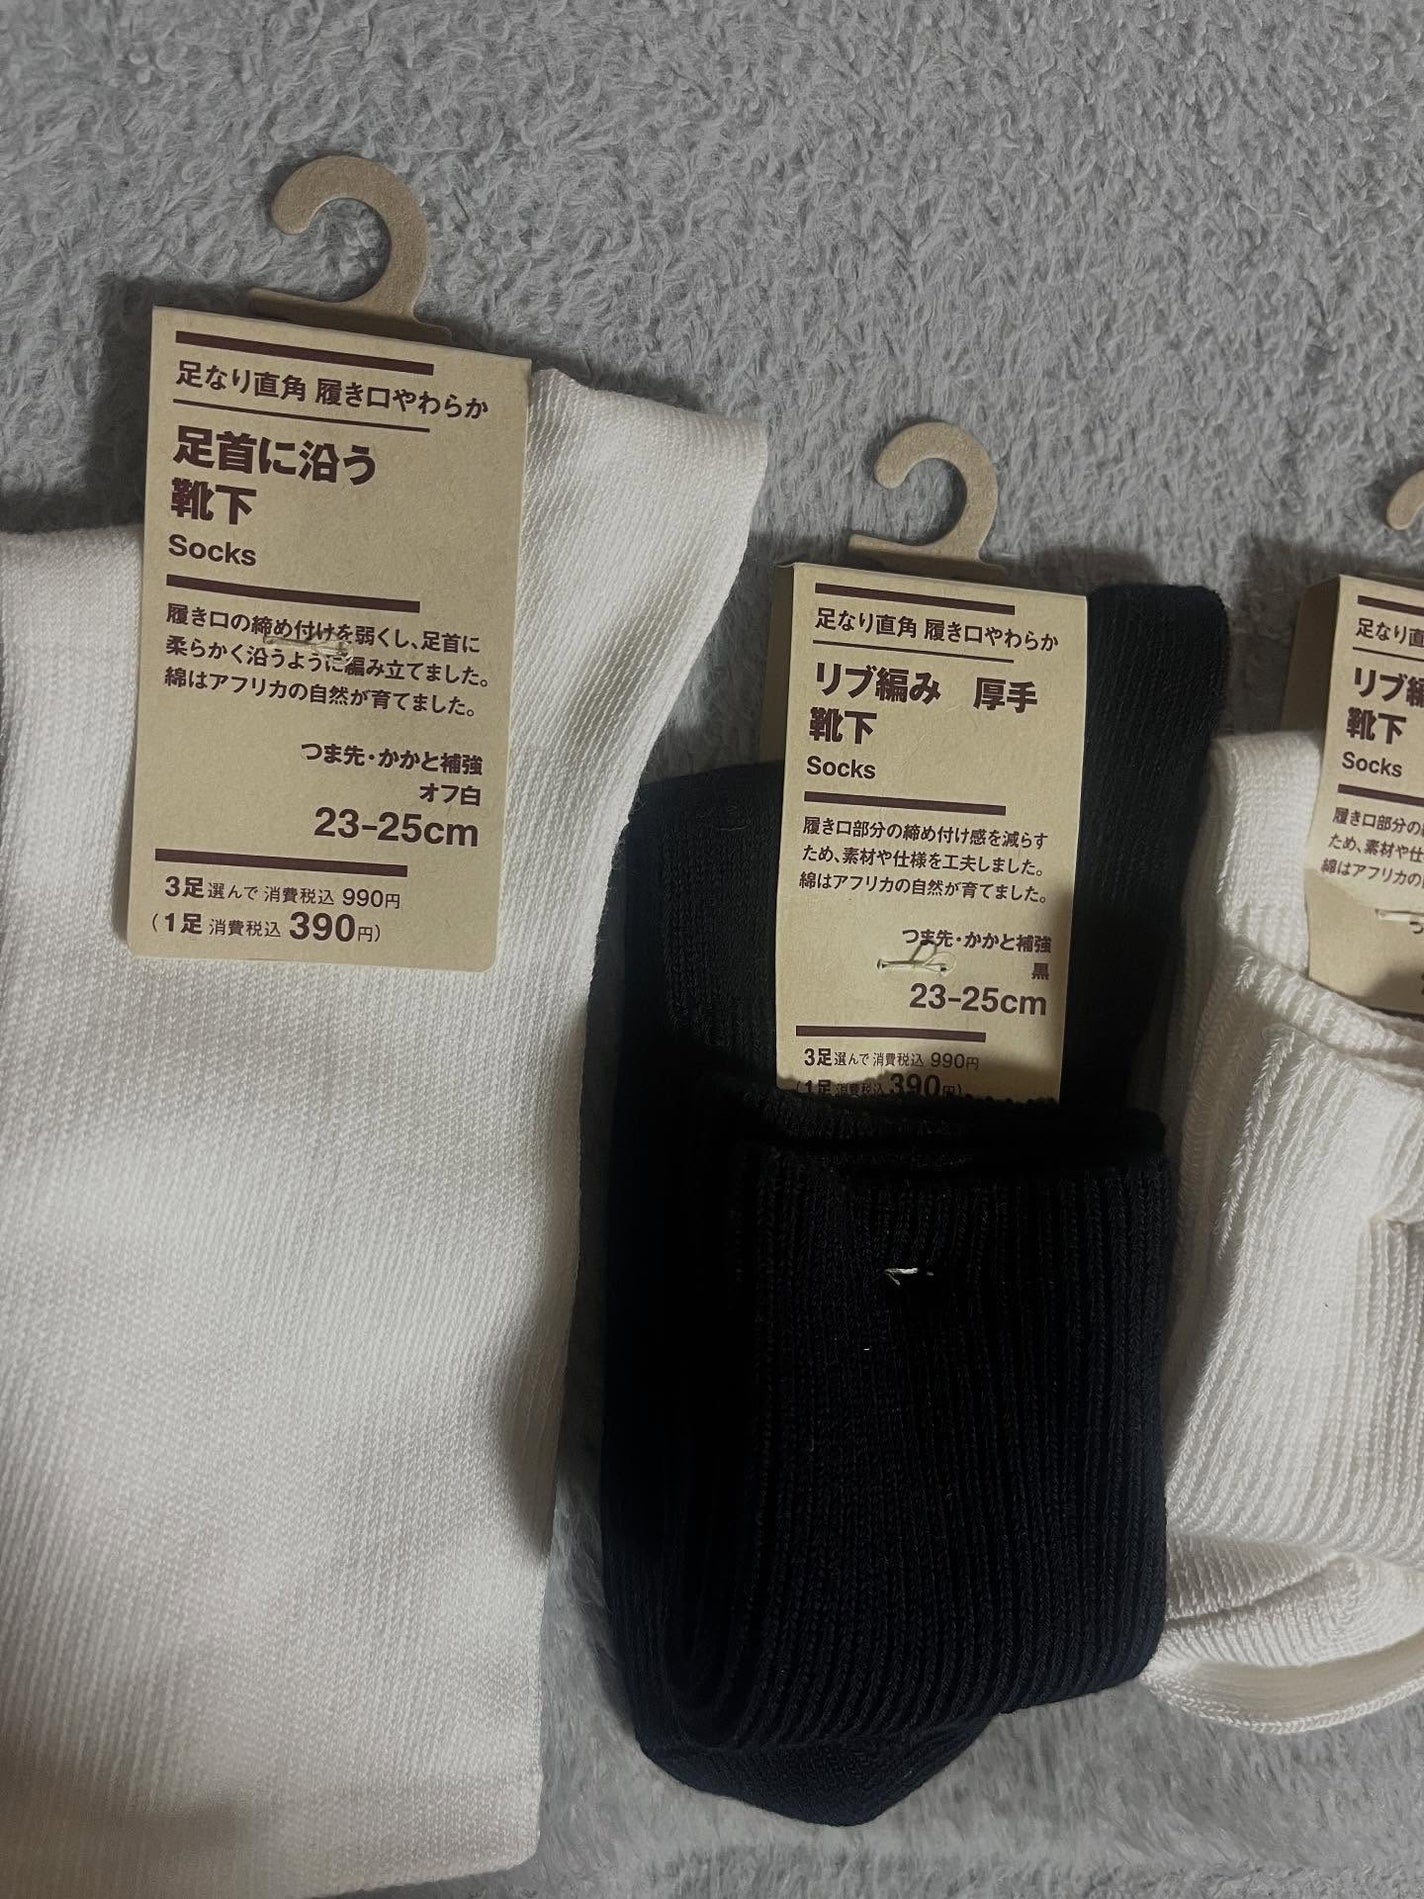 足なり直角 履き口やわらか
足首に沿う
靴下
Socks
履き口の締め付けを弱くし、足首に
柔らかく沿うように編み立てました。
綿はアフリカの自然が育てました。
つま先・かかと補強
オフ白
23-25cm
3足選んで 消費税込 990円
(1足 消費税込 390円)
足なり直角 履き口やわらか
リブ編み 厚手
靴下
Socks
履き口部分の締め付け感を減らす
ため、素材や仕様を工夫しました。
綿はアフリカの自然が育てました。
つま先・かかと補強
黒
23-25cm
3足選んで 消費税込 990円
(1足 消費税込 390円)
足なり直
リブ編
靴下
Socks
履き口部分の
ため、素材や仕
綿はアフリカの
つ